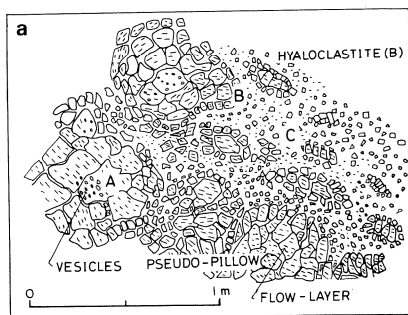 a
HYALOCLASTITE (B)
B
C
A
VESICLES
PSEUDO-PILLOW
FLOW-LAYER
0
1 m